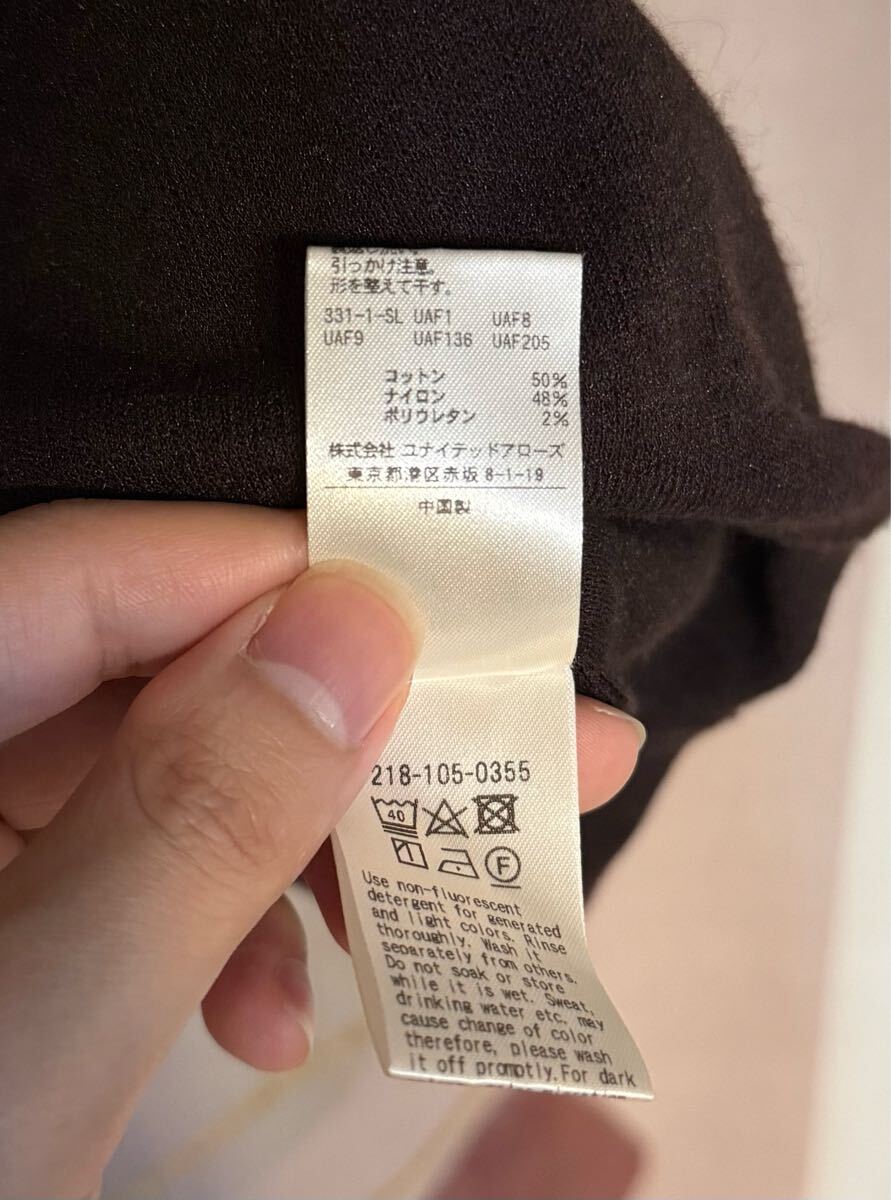 引っかけ注意。
形を整えて干す。
331-1-SL UAF1 UAF8
UAF9 UAF136 UAF205
コットン 50%
ナイロン 48%
ポリウレタン 2%
株式会社 ユナイテッドアローズ
東京都港区赤坂 8-1-19
中国製
218-105-0355
40
F
Use non-fluorescent
detergent for generated
and light colors. Rinse
thoroughly. Wash it
separately from others.
Do not soak or store
while it is wet. Sweat,
drinking water etc. may
cause change of color
therefore, please wash
it off promptly.For dark